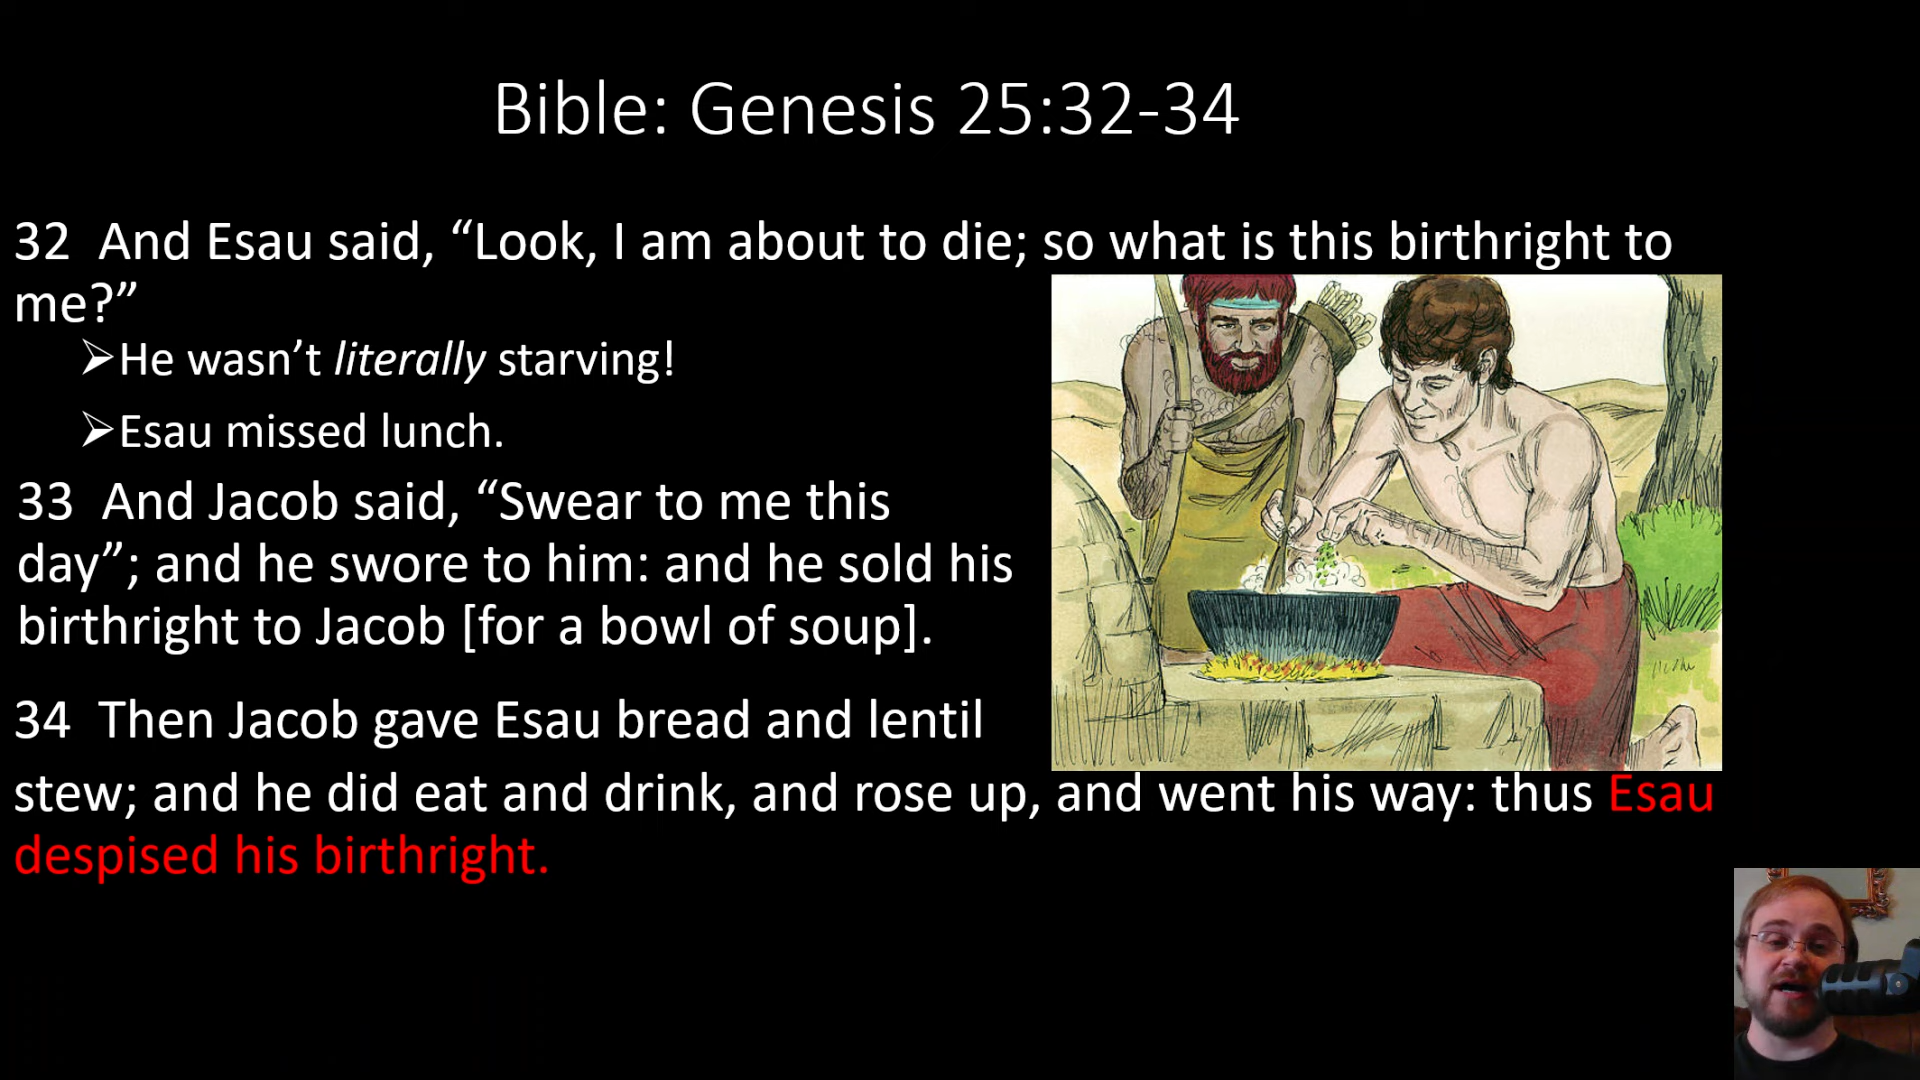 Bible: Genesis 25:32-34
32 And Esau said, “Look, I am about to die; so what is this birthright to
me?”
➢He wasn’t literally starving!
➢Esau missed lunch.
33 And Jacob said, “Swear to me this
day”; and he swore to him: and he sold his
birthright to Jacob [for a bowl of soup].
34 Then Jacob gave Esau bread and lentil
stew; and he did eat and drink, and rose up, and went his way: thus Esau
despised his birthright.